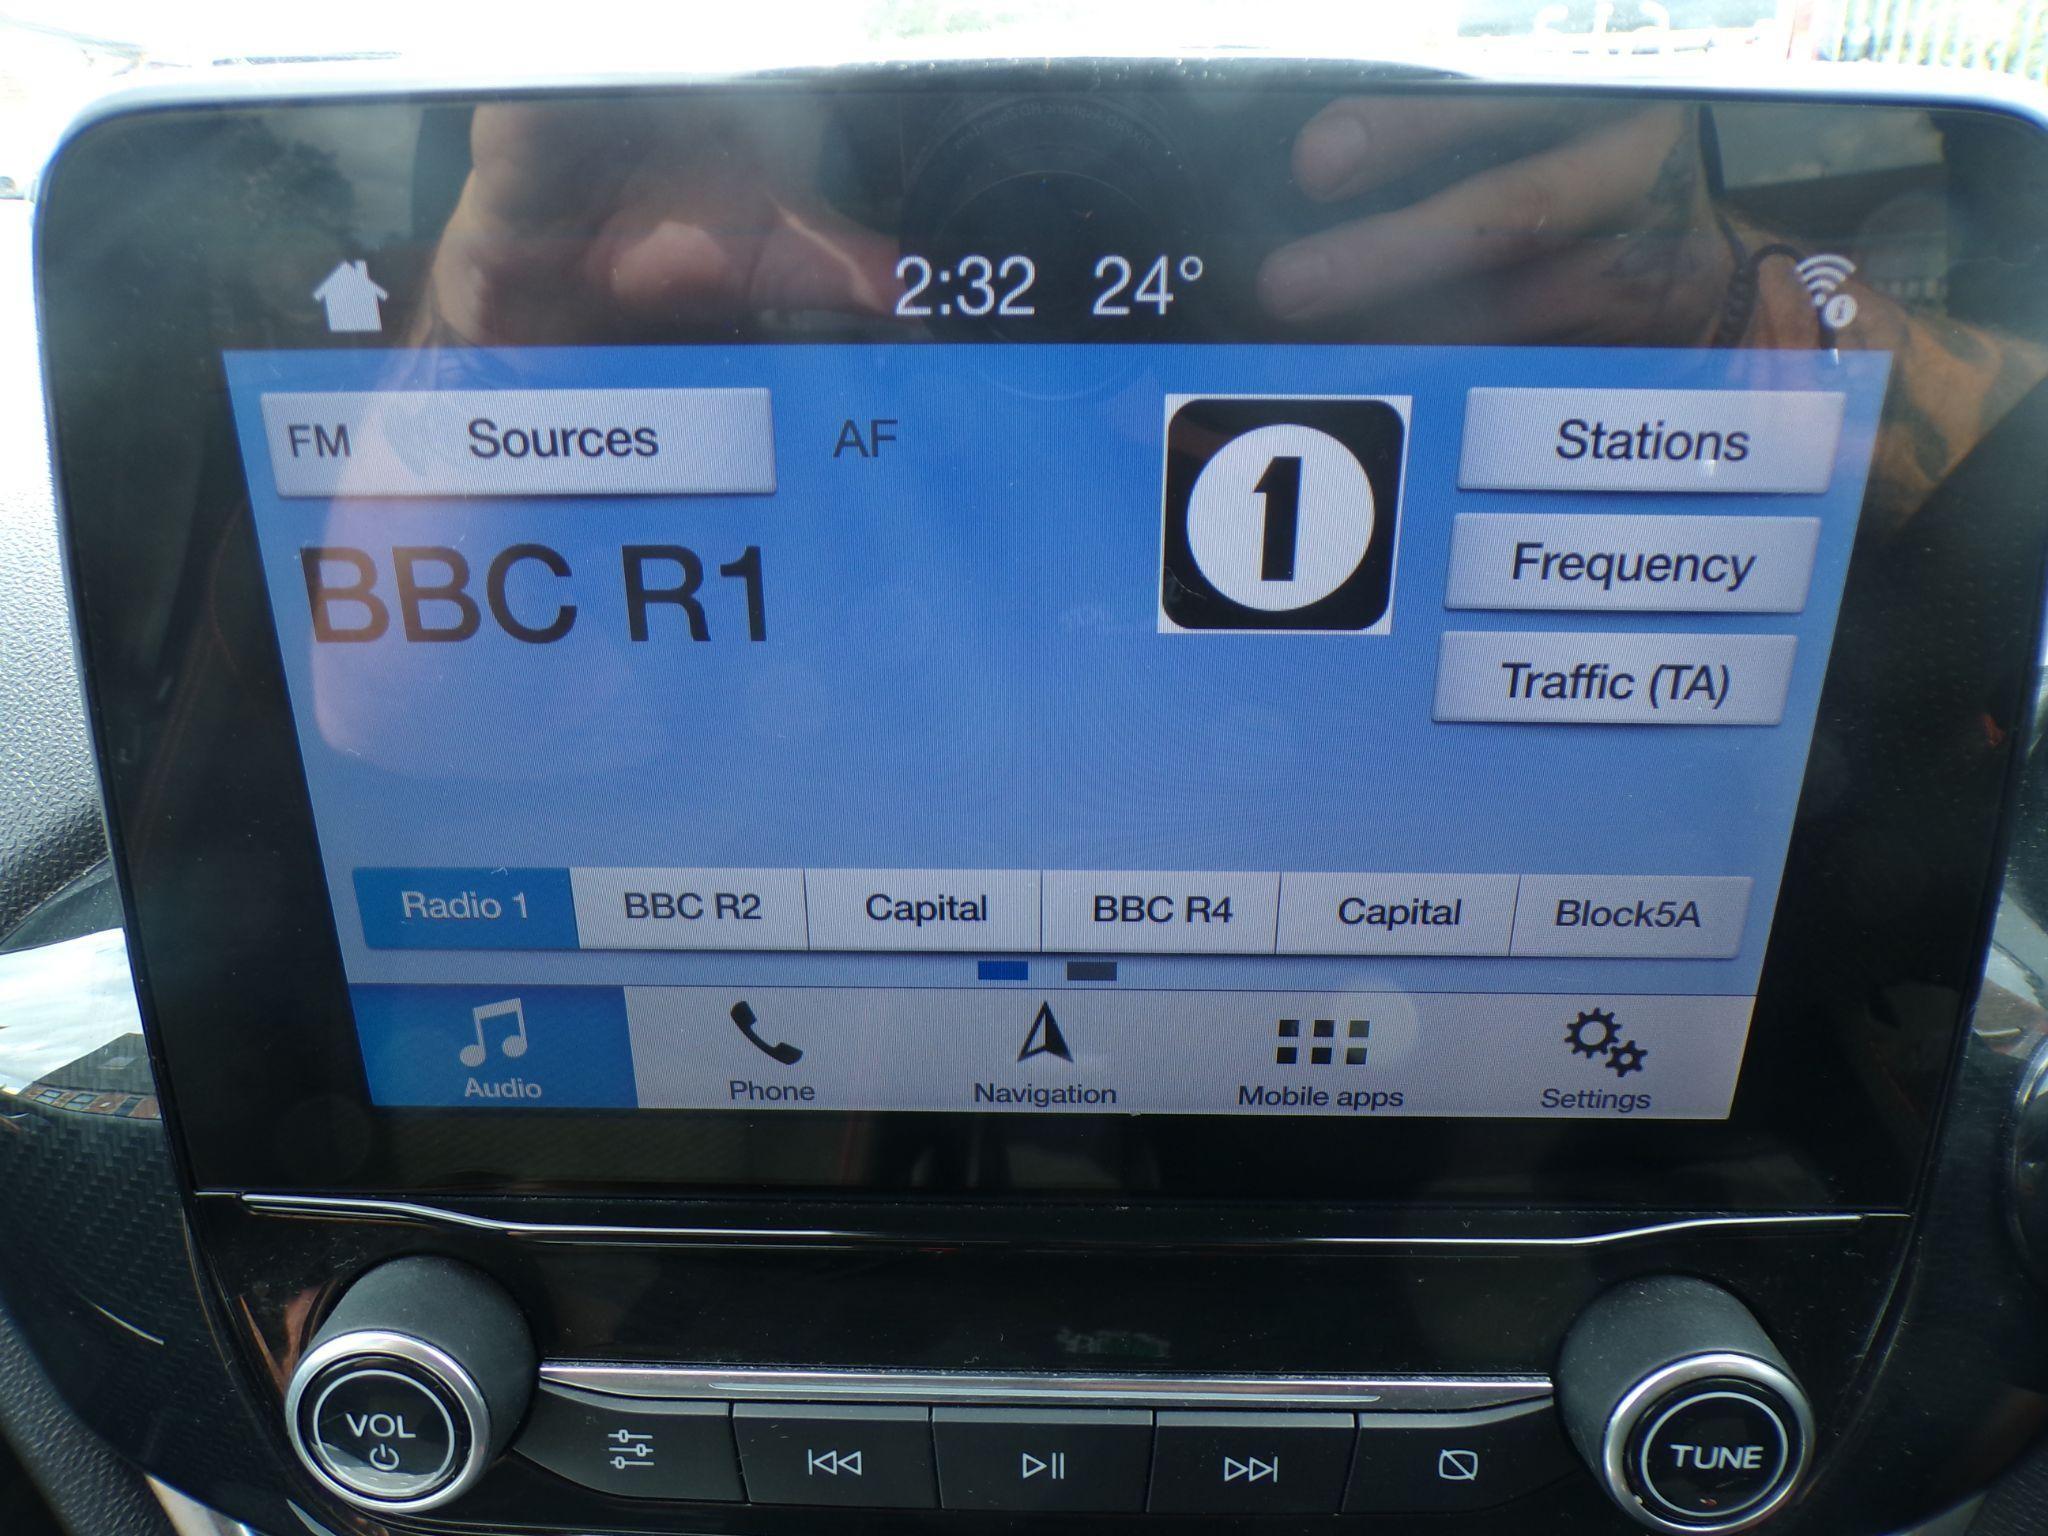 2:32 24°
FM Sources AF
1
Stations
BBC R1
Frequency
Traffic (TA)
Radio 1 BBC R2 Capital BBC R4 Capital Block5A
Audio Phone Navigation Mobile apps Settings
VOL
TUNE